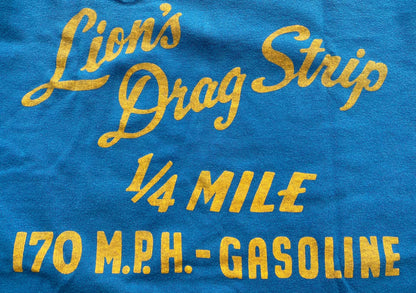 Lion's
Drag Strip
1/4 MILE
170 M.P.H.-GASOLINE